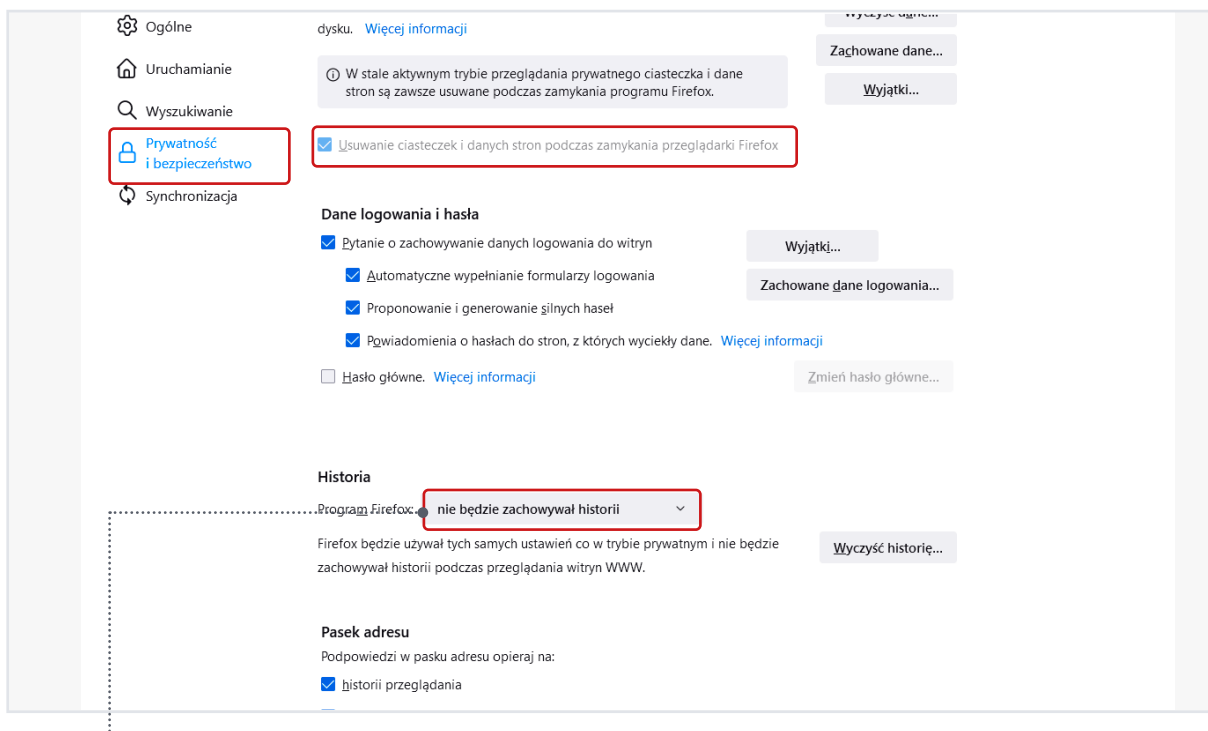 Ogólne
Uruchamianie
Wyszukiwanie
Prywatność
i bezpieczeństwo
Synchronizacja
dysku. Więcej informacji
Wyczyść dane...
Zachowane dane...
W stale aktywnym trybie przeglądania prywatnego ciasteczka i dane
stron są zawsze usuwane podczas zamykania programu Firefox.
Wyjątki...
Usuwanie ciasteczek i danych stron podczas zamykania przeglądarki Firefox
Dane logowania i hasła
Pytanie o zachowywanie danych logowania do witryn
Wyjątki...
Automatyczne wypełnianie formularzy logowania
Zachowane dane logowania...
Proponowanie i generowanie silnych haseł
Powiadomienia o hasłach do stron, z których wyciekły dane. Więcej informacji
Hasło główne. Więcej informacji
Zmień hasło główne...
Historia
Program Firefox: nie będzie zachowywał historii
Firefox będzie używał tych samych ustawień co w trybie prywatnym i nie będzie
zachowywał historii podczas przeglądania witryn WWW.
Wyczyść historię...
Pasek adresu
Podpowiedzi w pasku adresu opieraj na:
historii przeglądania